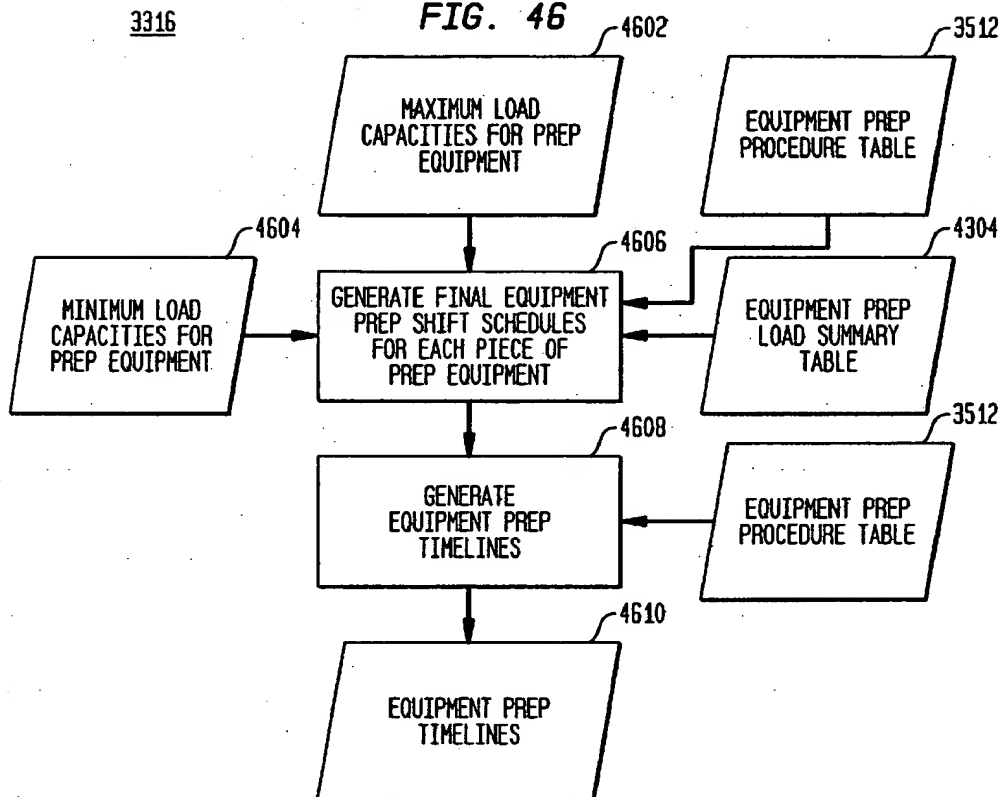 3316
FIG. 46
4602
MAXIMUM LOAD
CAPACITIES FOR PREP
EQUIPMENT
3512
EQUIPMENT PREP
PROCEDURE TABLE
4604
MINIMUM LOAD
CAPACITIES FOR
PREP EQUIPMENT
4606
GENERATE FINAL EQUIPMENT
PREP SHIFT SCHEDULES
FOR EACH PIECE OF
PREP EQUIPMENT
4304
EQUIPMENT PREP
LOAD SUMMARY
TABLE
4608
GENERATE
EQUIPMENT PREP
TIMELINES
3512
EQUIPMENT PREP
PROCEDURE TABLE
4610
EQUIPMENT PREP
TIMELINES